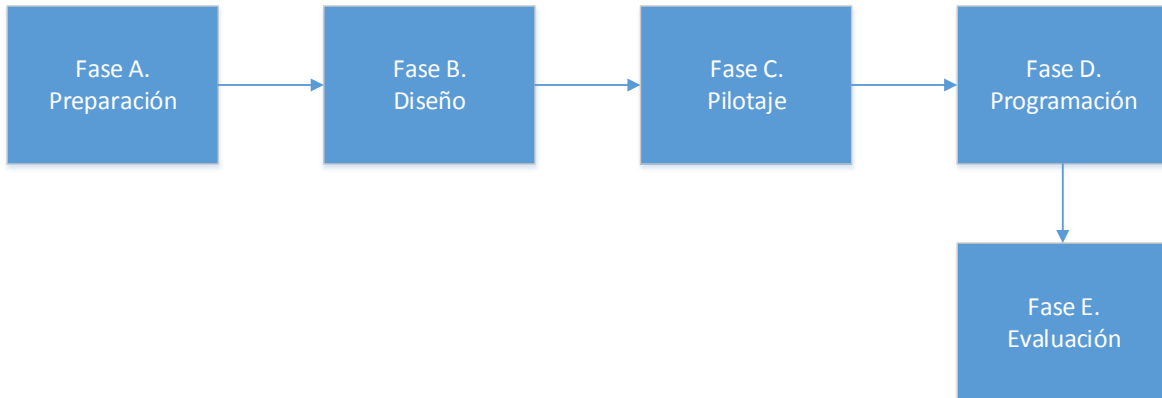 Fase A.
Preparación
Fase B.
Diseño
Fase C.
Pilotaje
Fase D.
Programación
Fase E.
Evaluación